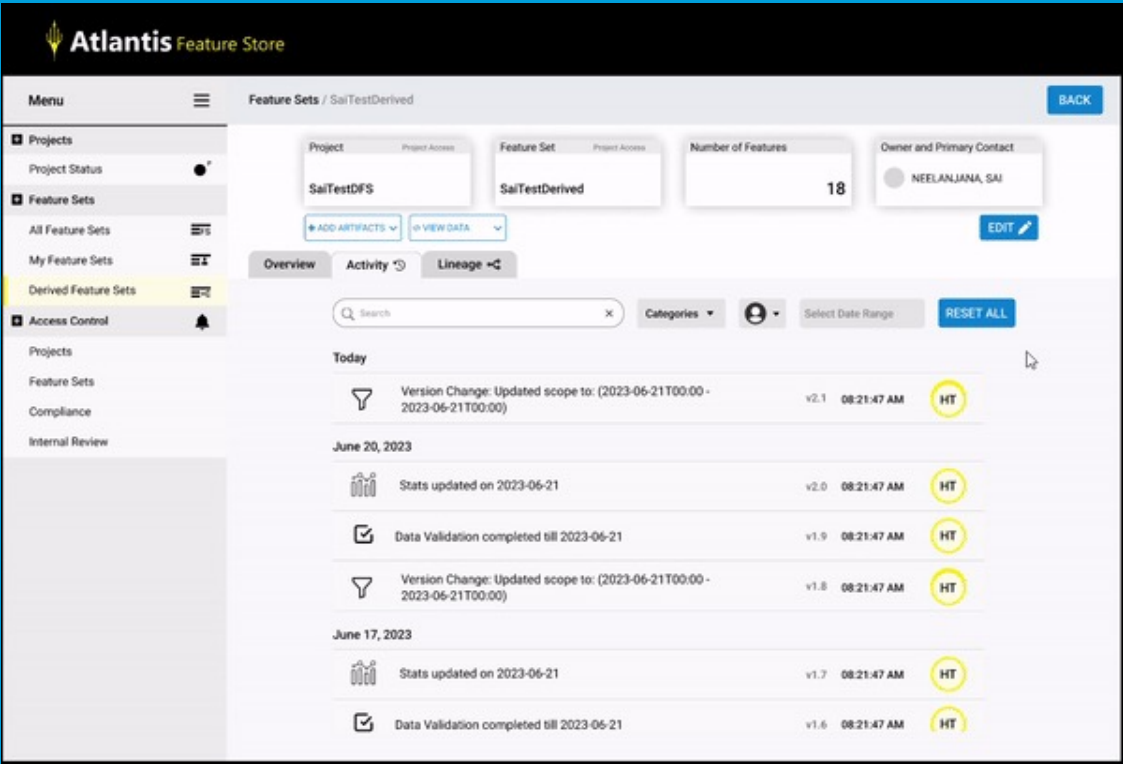 Atlantis Feature Store
Menu
Feature Sets / SaiTestDerived
BACK
Projects
Project Status
Feature Sets
All Feature Sets
My Feature Sets
Derived Feature Sets
Access Control
Projects
Feature Sets
Compliance
Internal Review
Project Project Access
SaiTestDFS
Feature Set Project Access
SaiTestDerived
Number of Features
18
Owner and Primary Contact
NEELANJANA, SAI
ADD ARTIFACTS
VIEW DATA
EDIT
Overview Activity Lineage
Search
Categories
Select Date Range
RESET ALL
Today
Version Change: Updated scope to: (2023-06-21T00:00 -
2023-06-21T00:00)
v2.1 08:21:47 AM HT
June 20, 2023
Stats updated on 2023-06-21 v2.0 08:21:47 AM HT
Data Validation completed till 2023-06-21 v1.9 08:21:47 AM HT
Version Change: Updated scope to: (2023-06-21T00:00 -
2023-06-21T00:00)
v1.8 08:21:47 AM HT
June 17, 2023
Stats updated on 2023-06-21 v1.7 08:21:47 AM HT
Data Validation completed till 2023-06-21 v1.6 08:21:47 AM HT